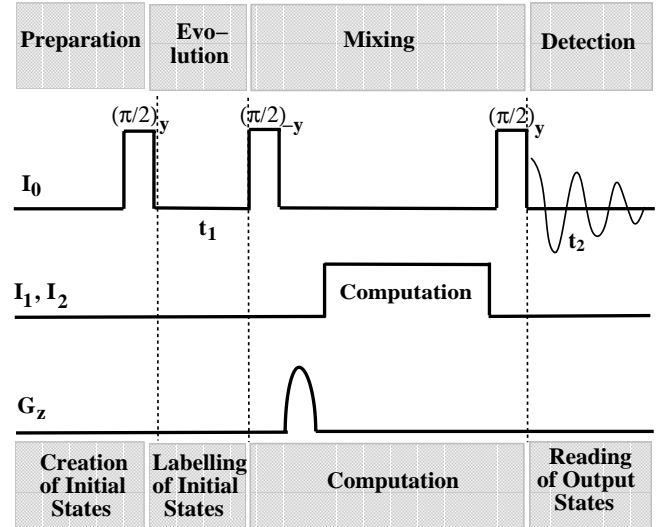 Preparation
Evo–
lution
Mixing
Detection
(π/2)y
(π/2)–y
(π/2)y
I0
t1
t2
I1, I2
Computation
Gz
Creation
of Initial
States
Labelling
of Initial
States
Computation
Reading
of Output
States